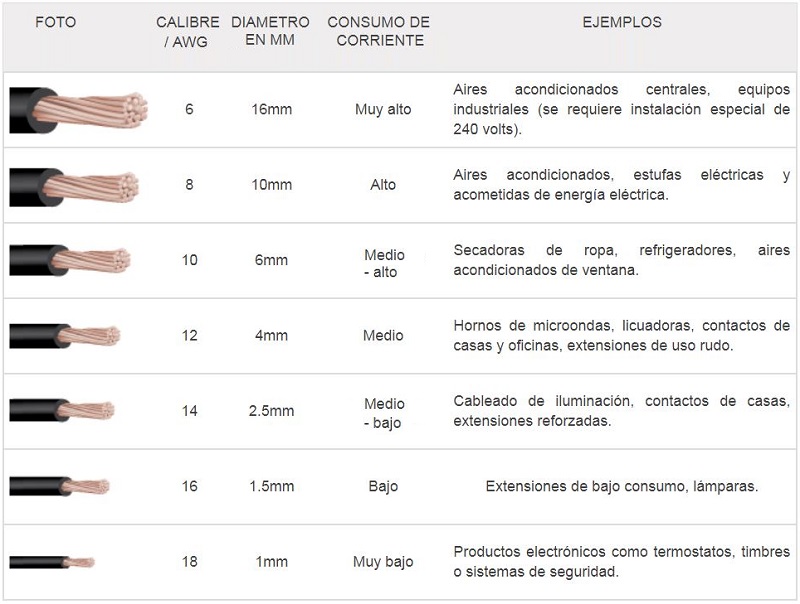 FOTO
CALIBRE
/ AWG
DIAMETRO
EN MM
CONSUMO DE
CORRIENTE
EJEMPLOS
6
16mm
Muy alto
Aires acondicionados centrales, equipos
industriales (se requiere instalación especial de
240 volts).
8
10mm
Alto
Aires acondicionados, estufas eléctricas y
acometidas de energía eléctrica.
10
6mm
Medio
- alto
Secadoras de ropa, refrigeradores, aires
acondicionados de ventana.
12
4mm
Medio
Hornos de microondas, licuadoras, contactos de
casas y oficinas, extensiones de uso rudo.
14
2.5mm
Medio
- bajo
Cableado de iluminación, contactos de casas,
extensiones reforzadas.
16
1.5mm
Bajo
Extensiones de bajo consumo, lámparas.
18
1mm
Muy bajo
Productos electrónicos como termostatos, timbres
o sistemas de seguridad.